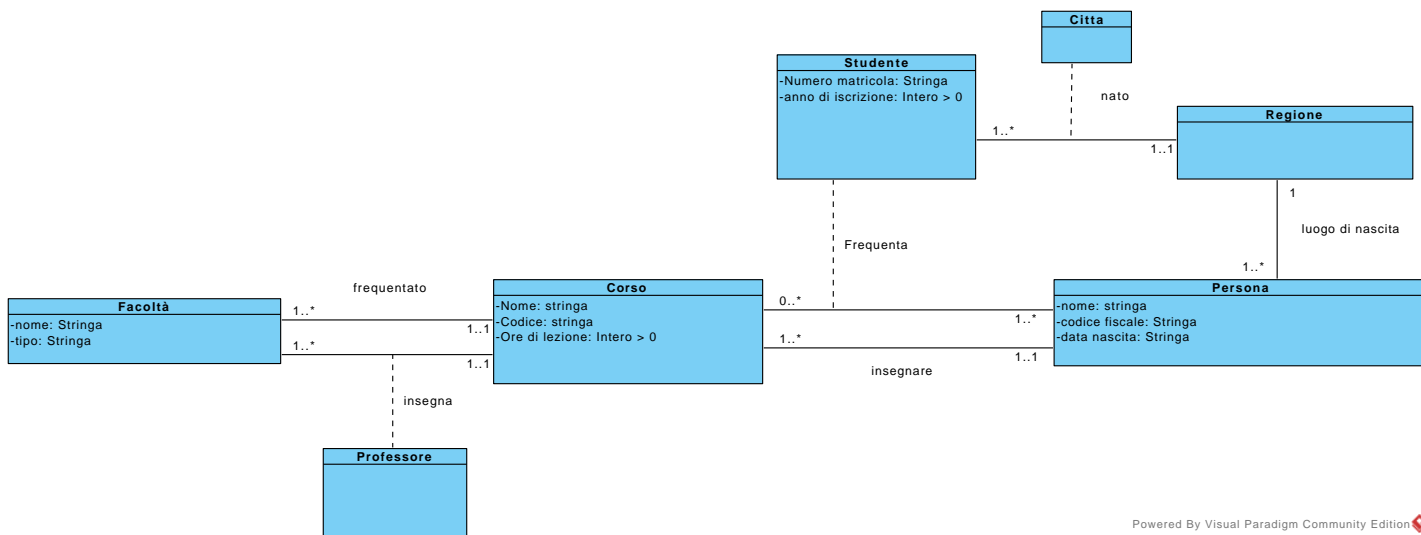 Citta
Studente
-Numero matricola: Stringa
-anno di iscrizione: Intero > 0
nato
Regione
1..*
1..1
1
luogo di nascita
Frequenta
1..*
frequentato
Facoltà
-nome: Stringa
-tipo: Stringa
1..*
1..1
1..*
1..1
Corso
-Nome: stringa
-Codice: stringa
-Ore di lezione: Intero > 0
0..*
1..*
1..*
1..1
insegnare
Persona
-nome: stringa
-codice fiscale: Stringa
-data nascita: Stringa
insegna
Professore
Powered By Visual Paradigm Community Edition